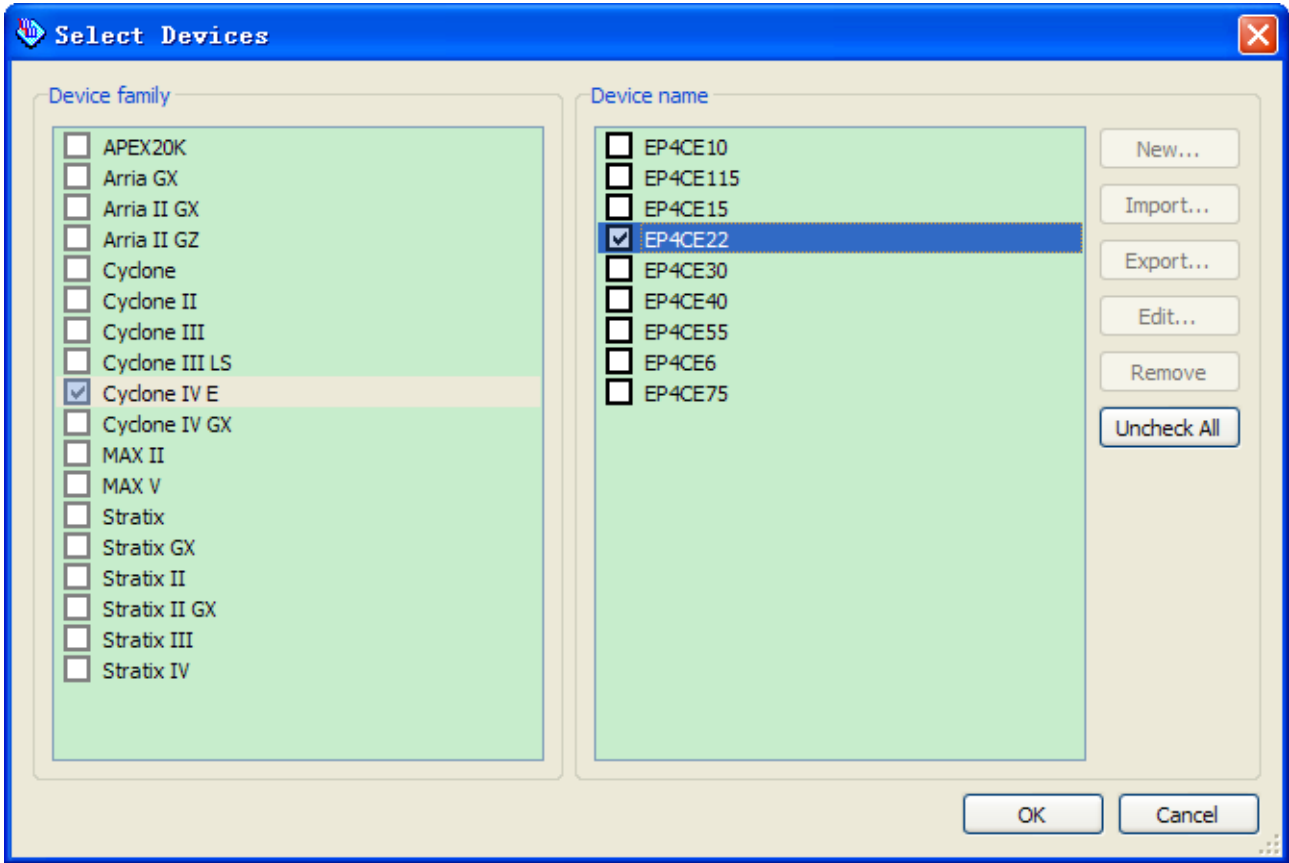 Select Devices
Device family
APEX20K
Arria GX
Arria II GX
Arria II GZ
Cyclone
Cyclone II
Cyclone III
Cyclone III LS
Cyclone IV E
Cyclone IV GX
MAX II
MAX V
Stratix
Stratix GX
Stratix II
Stratix II GX
Stratix III
Stratix IV
Device name
EP4CE10
EP4CE115
EP4CE15
EP4CE22
EP4CE30
EP4CE40
EP4CE55
EP4CE6
EP4CE75
New...
Import...
Export...
Edit...
Remove
Uncheck All
OK
Cancel